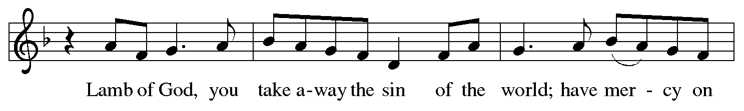 Lamb of God, you take a-way the sin of the world; have mer - cy on